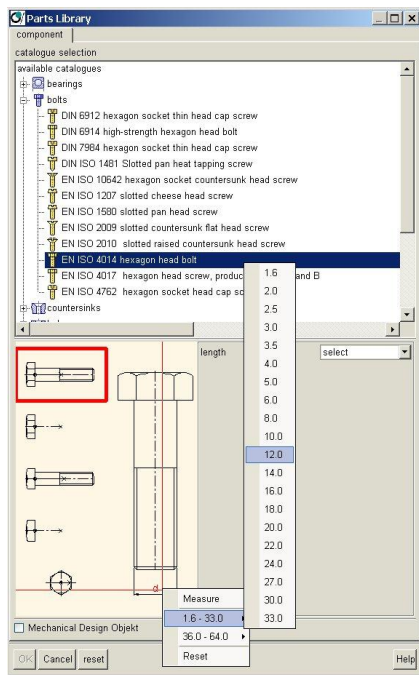 Parts Library
component
catalogue selection
available catalogues
bearings
bolts
DIN 6912 hexagon socket thin head cap screw
DIN 6914 high-strength hexagon head bolt
DIN 7984 hexagon socket thin head cap screw
DIN ISO 1481 Slotted pan heat tapping screw
EN ISO 10642 hexagon socket countersunk head screw
EN ISO 1207 slotted cheese head screw
EN ISO 1580 slotted pan head screw
EN ISO 2009 slotted countersunk flat head screw
EN ISO 2010 slotted raised countersunk head screw
EN ISO 4014 hexagon head bolt
EN ISO 4017 hexagon head screw, produc and B
EN ISO 4762 hexagon socket head cap sc
countersinks
length
select
1.6
2.0
2.5
3.0
3.5
4.0
5.0
6.0
8.0
10.0
12.0
14.0
16.0
18.0
20.0
22.0
24.0
27.0
30.0
33.0
d
Measure
1.6 - 33.0
36.0 - 64.0
Reset
Mechanical Design Objekt
OK Cancel reset Help